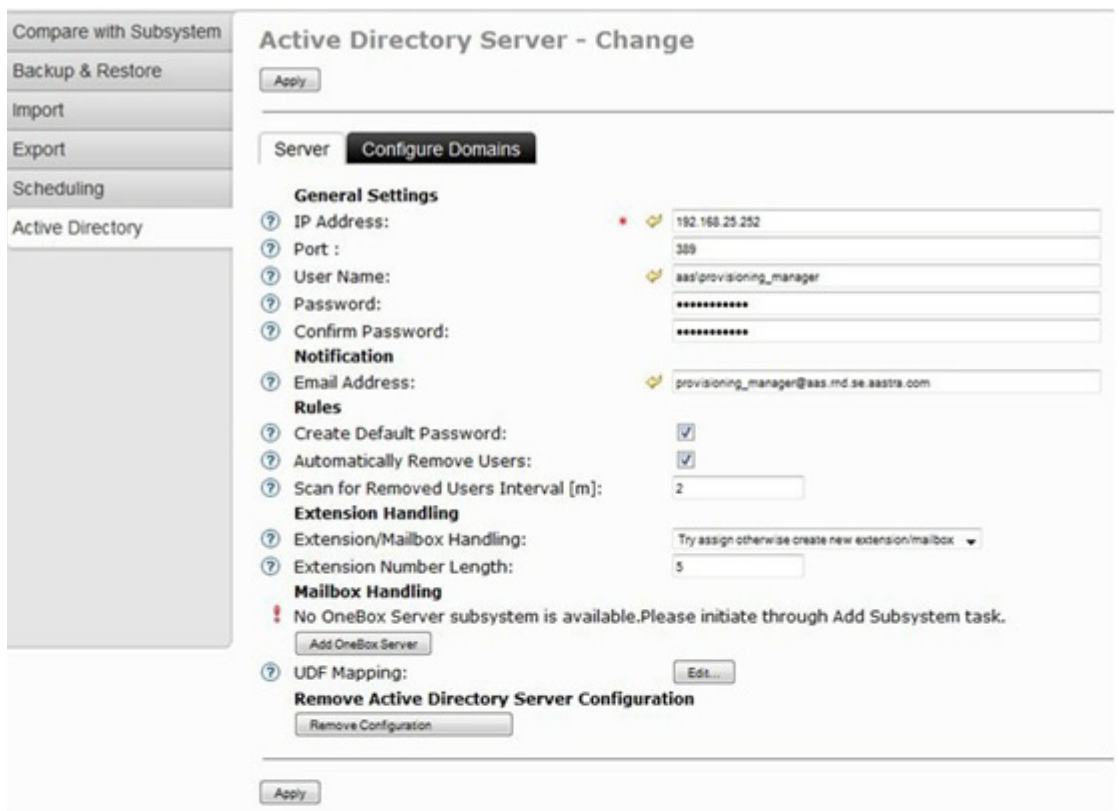 Compare with Subsystem
Backup & Restore
Import
Export
Scheduling
Active Directory
Active Directory Server - Change
Apply
Server
Configure Domains
General Settings
IP Address: * 192.168.25.252
Port : 389
User Name: aas\provisioning_manager
Password: •••••••••••
Confirm Password: •••••••••••
Notification
Email Address: provisioning_manager@aas.rnd.se.aastra.com
Rules
Create Default Password:
Automatically Remove Users:
Scan for Removed Users Interval [m]: 2
Extension Handling
Extension/Mailbox Handling: Try assign otherwise create new extension/mailbox
Extension Number Length: 5
Mailbox Handling
No OneBox Server subsystem is available.Please initiate through Add Subsystem task.
Add OneBox Server
UDF Mapping: Edit...
Remove Active Directory Server Configuration
Remove Configuration
Apply